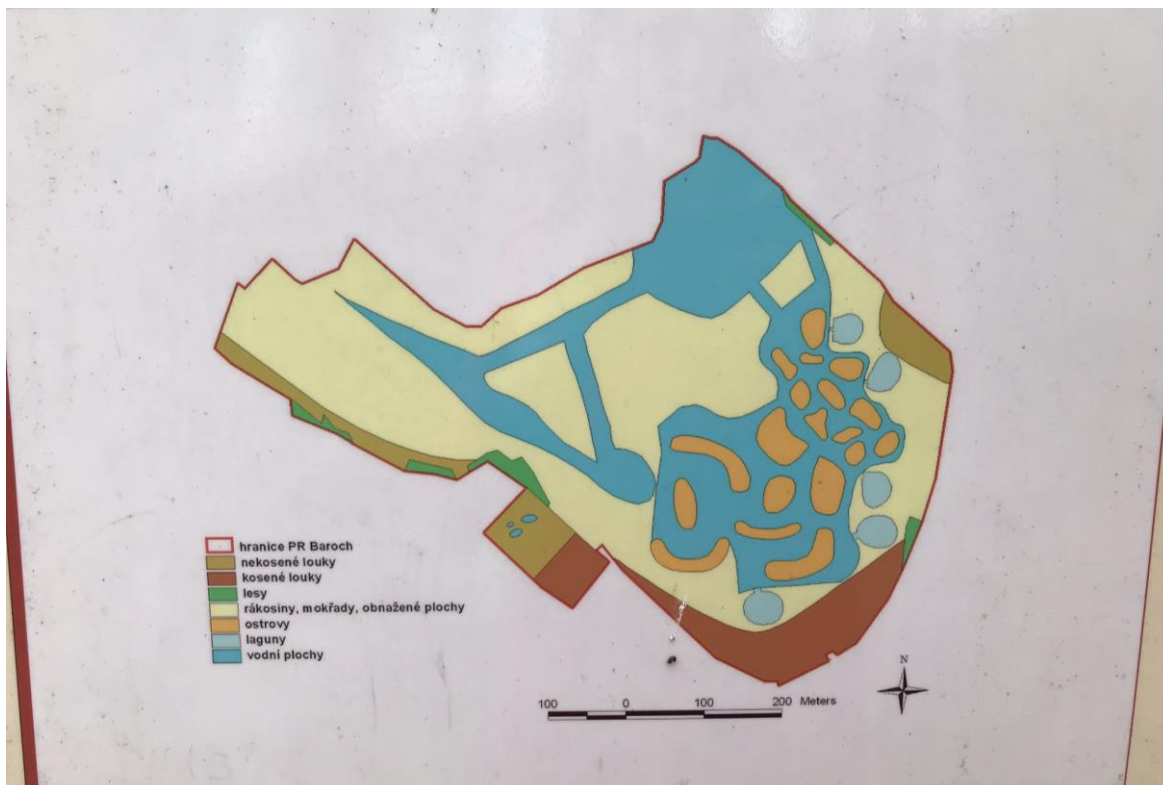 hranice PR Baroch
nekosené louky
kosené louky
lesy
rákosiny, mokřady, obnažené plochy
ostrovy
laguny
vodní plochy
100 0 100 200 Meters
N